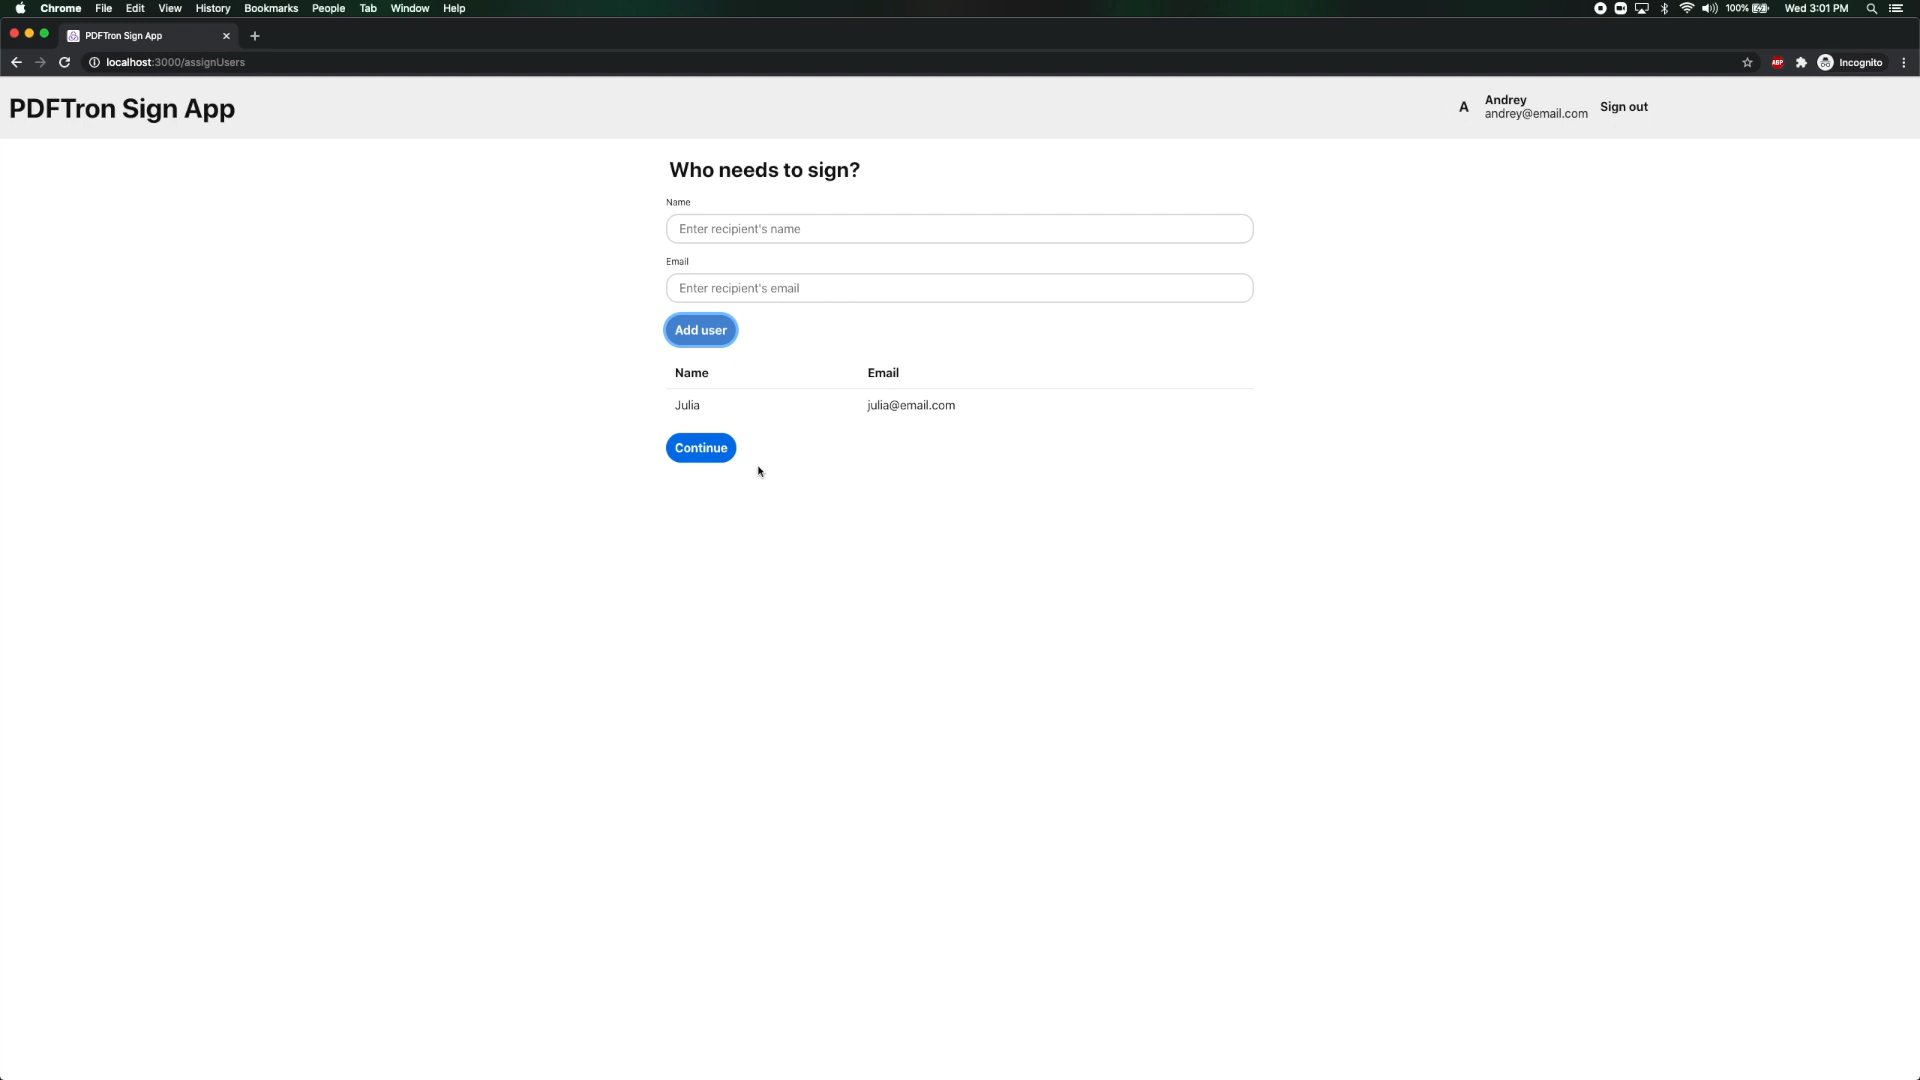 Chrome File Edit View History Bookmarks People Tab Window Help 100% Wed 3:01 PM
PDFTron Sign App
localhost:3000/assignUsers ABP Incognito
PDFTron Sign App
A Andrey Sign out
andrey@email.com
Who needs to sign?
Name
Enter recipient's name
Email
Enter recipient's email
Add user
Name Email
Julia julia@email.com
Continue